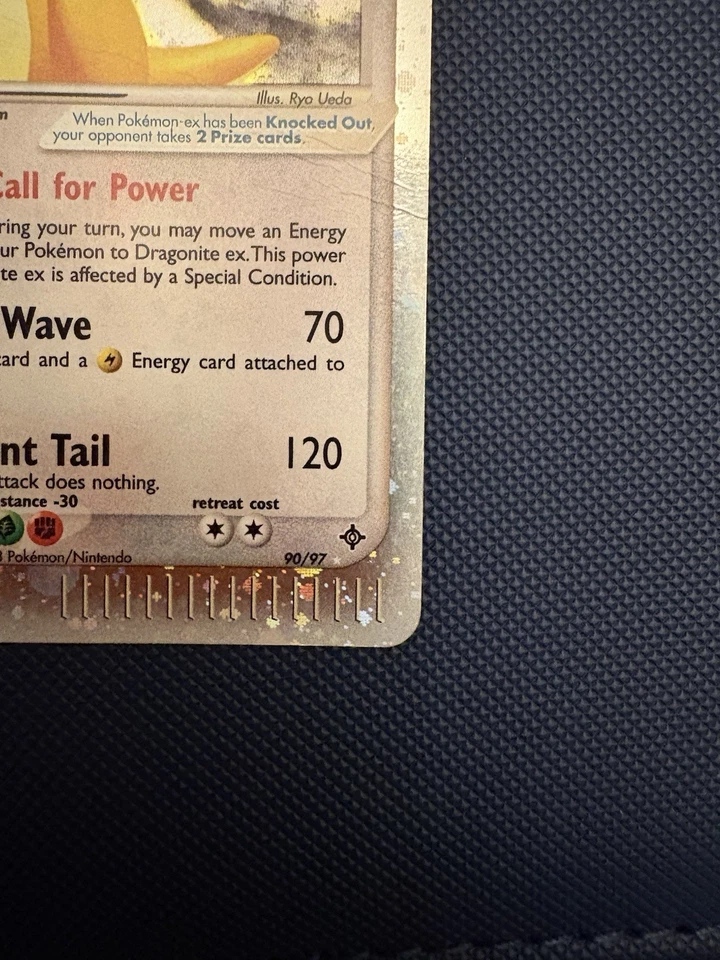 Illus. Ryo Ueda
When Pokémon-ex has been Knocked Out,
your opponent takes 2 Prize cards.
Call for Power
ring your turn, you may move an Energy
ur Pokémon to Dragonite ex.This power
te ex is affected by a Special Condition.
Wave 70
card and a Energy card attached to
nt Tail 120
ttack does nothing.
stance -30 retreat cost
Pokémon/Nintendo 90/97